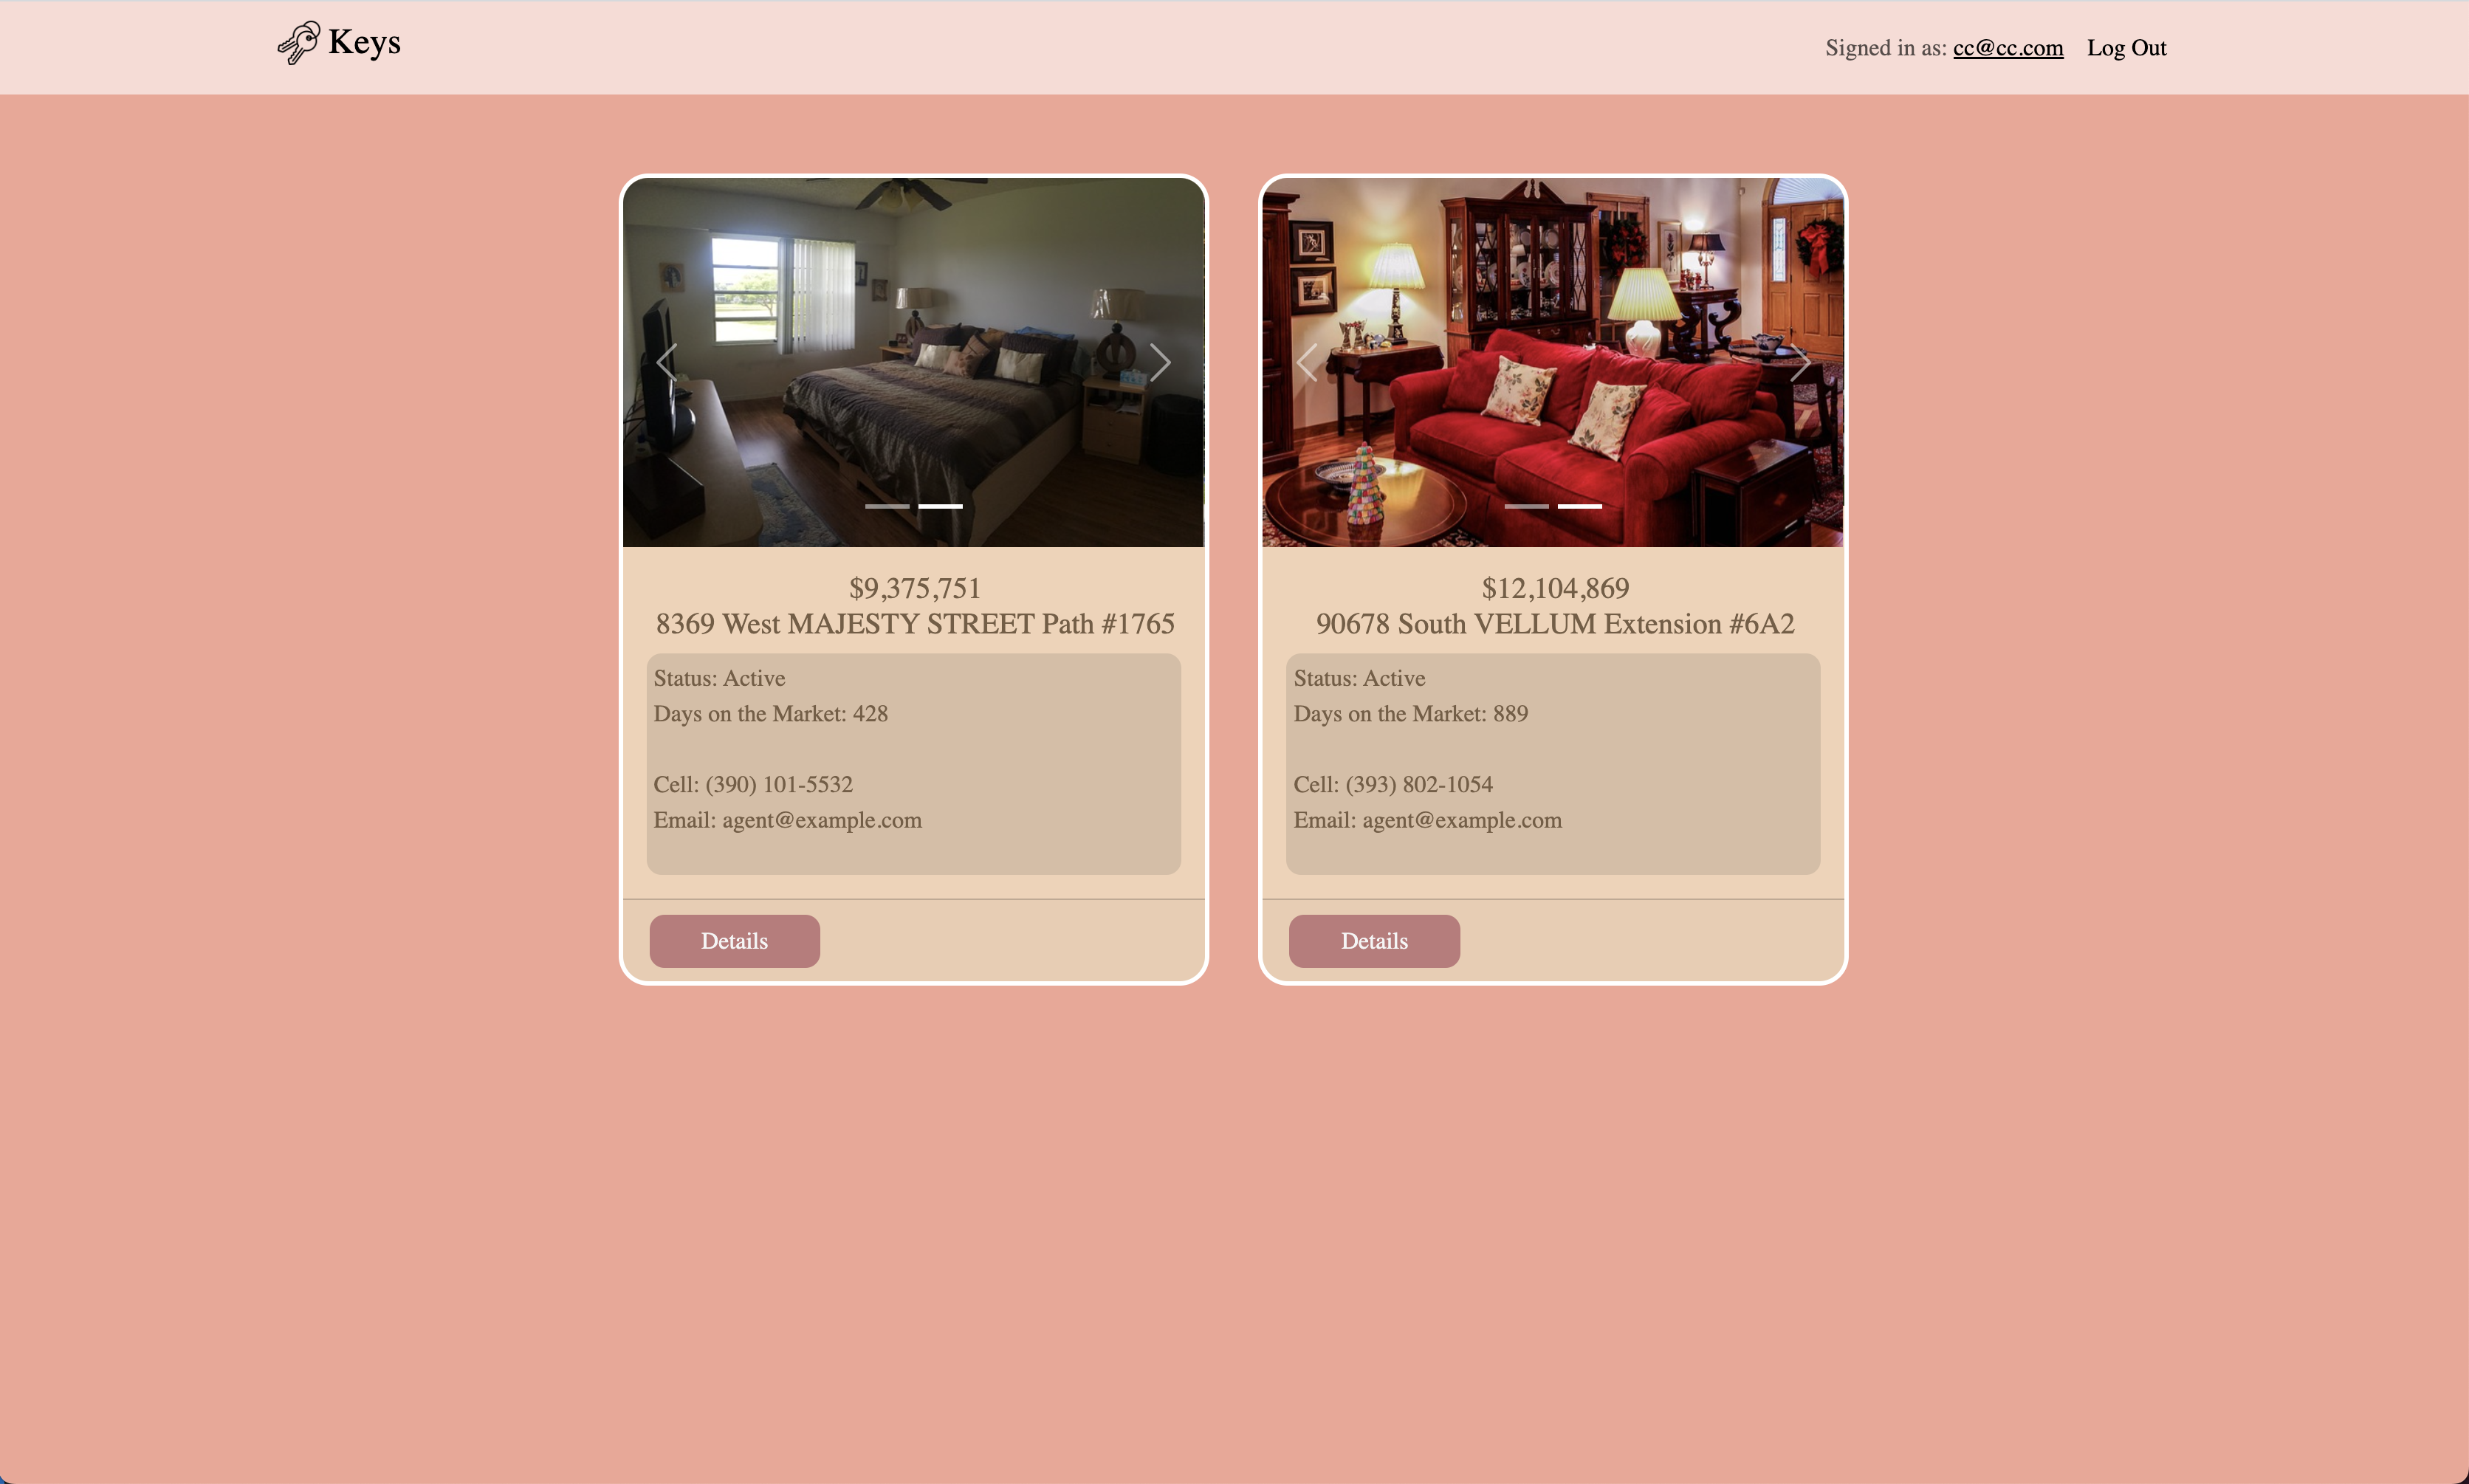 Keys
Signed in as: cc@cc.com Log Out
$9,375,751
8369 West MAJESTY STREET Path #1765
Status: Active
Days on the Market: 428
Cell: (390) 101-5532
Email: agent@example.com
Details
$12,104,869
90678 South VELLUM Extension #6A2
Status: Active
Days on the Market: 889
Cell: (393) 802-1054
Email: agent@example.com
Details